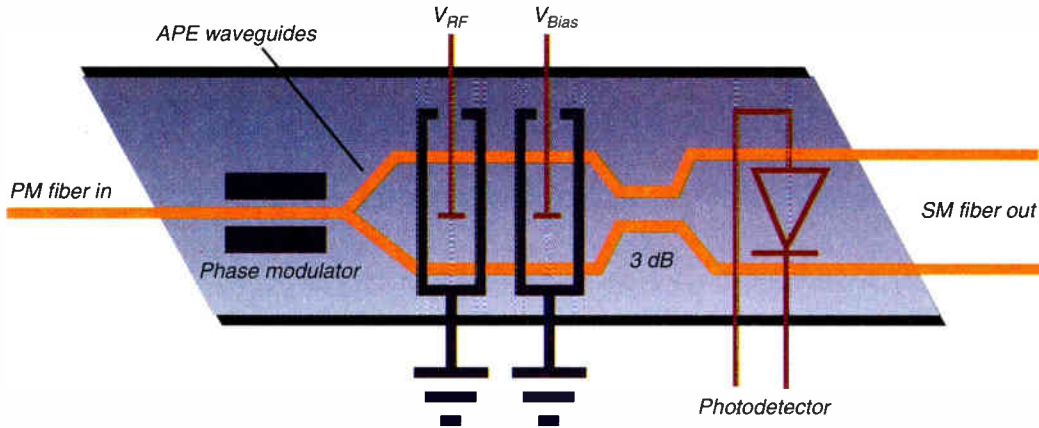 V_RF
V_Bias
APE waveguides
PM fiber in
Phase modulator
3 dB
SM fiber out
Photodetector